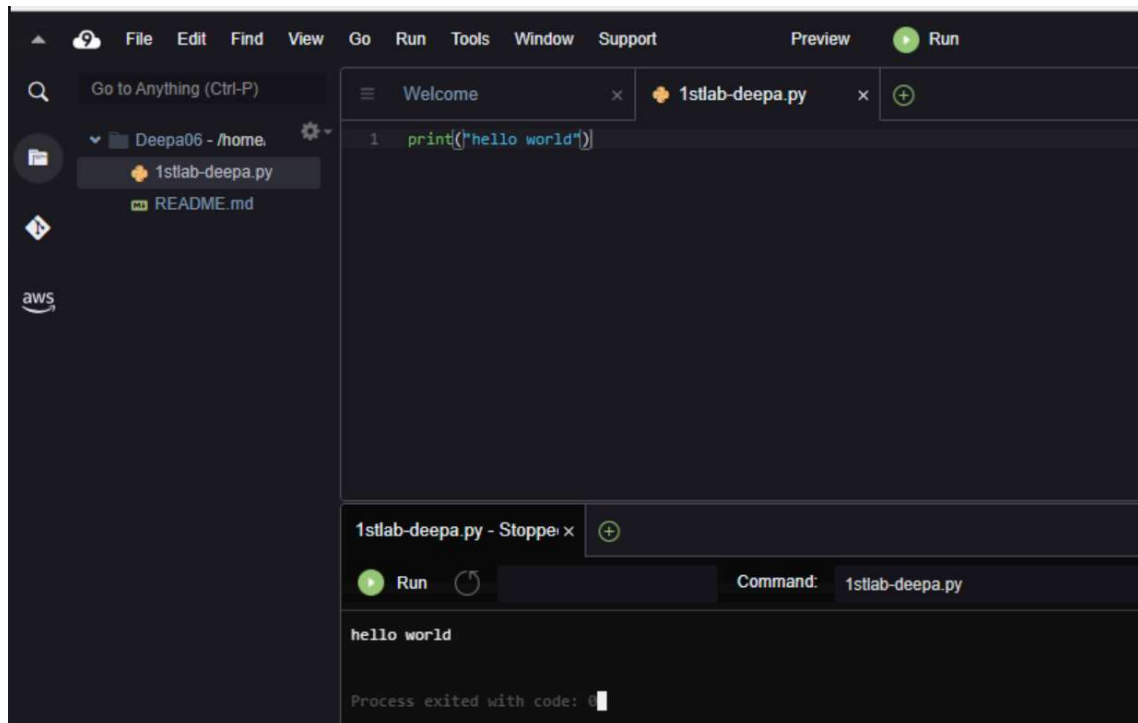 File Edit Find View Go Run Tools Window Support Preview Run
Go to Anything (Ctrl-P)
Welcome
1stlab-deepa.py
Deepa06 - /home
1stlab-deepa.py
README.md
aws
1 print("hello world")
1stlab-deepa.py - Stoppe
Run
Command: 1stlab-deepa.py
hello world
Process exited with code: 0